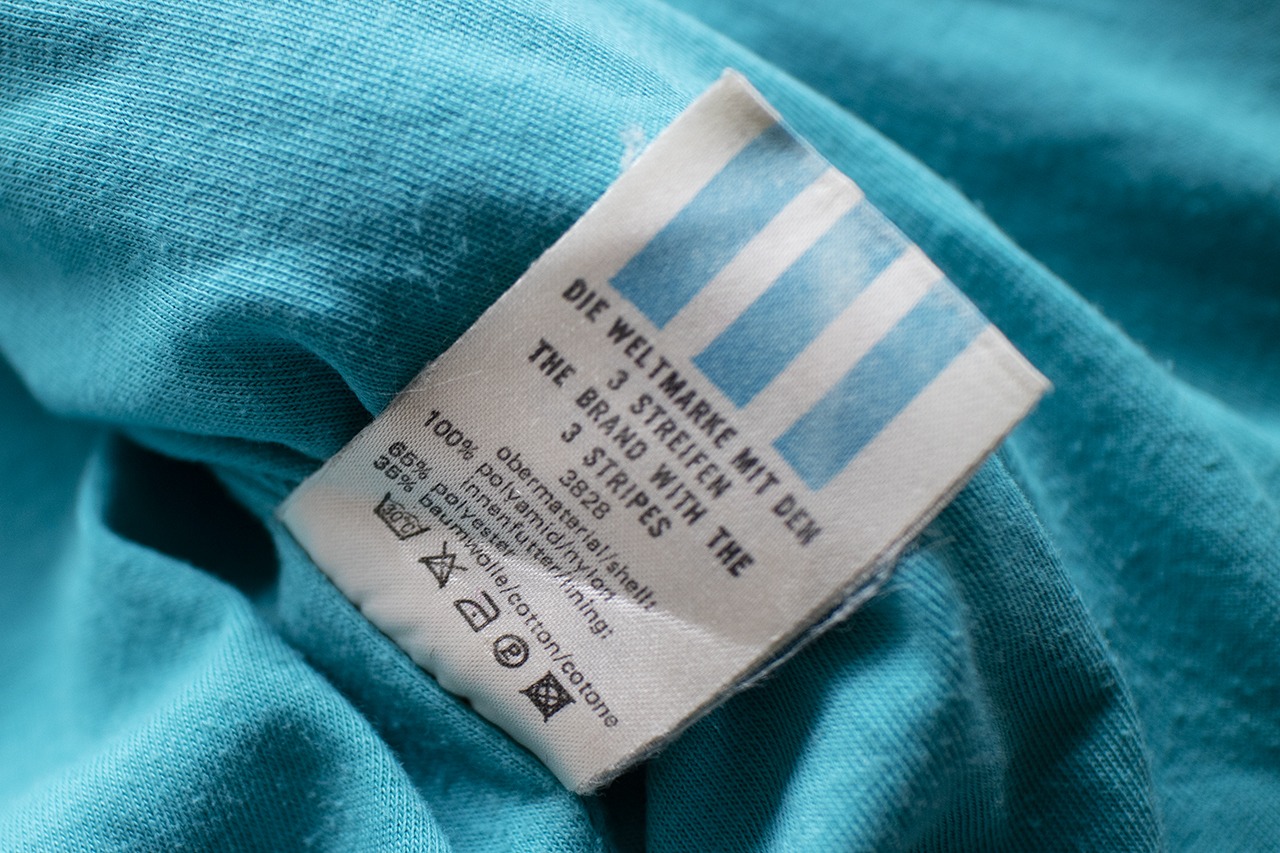 DIE WELTMARKE MIT DEN
3 STREIFEN
THE BRAND WITH THE
3 STRIPES
3828
obermaterial/shell:
100% polyamid/nylon
innenfutter/lining:
65% polyester
35% baumwolle/cotton/cotone
30°C
P